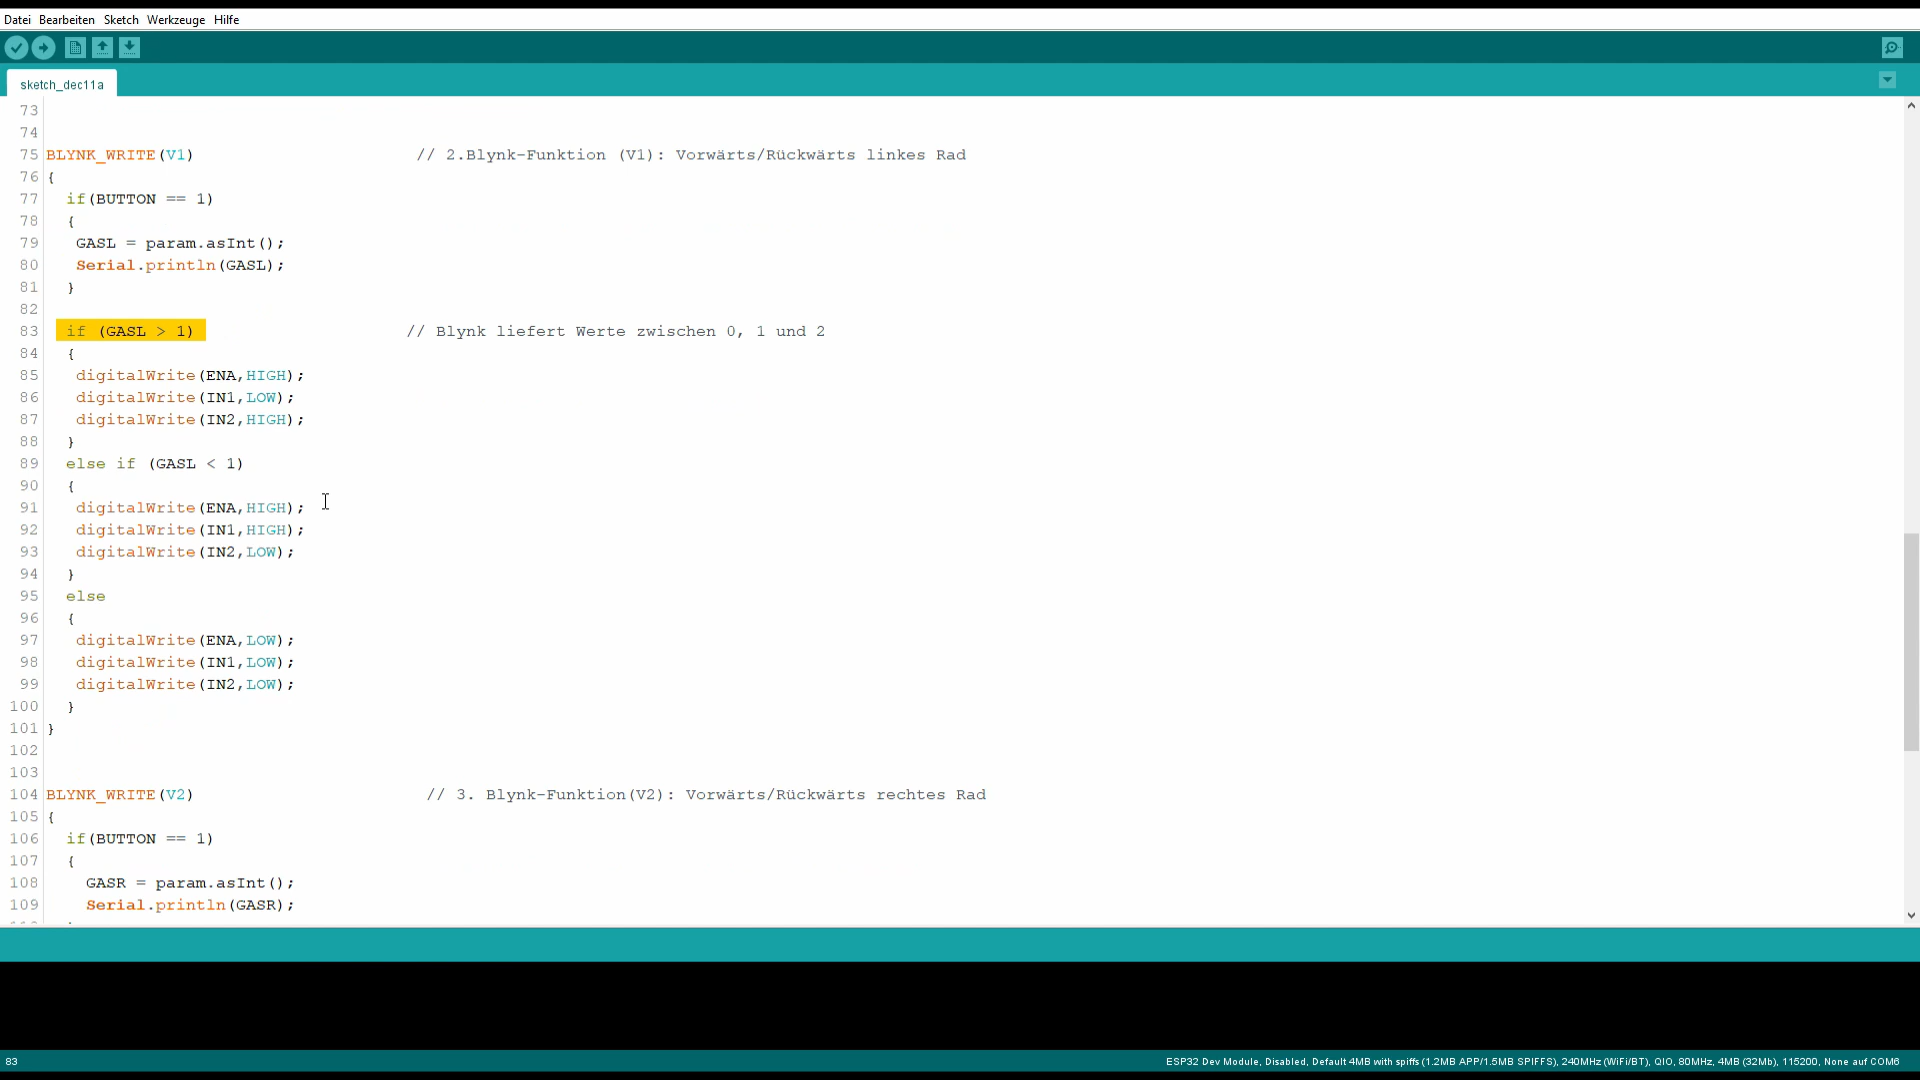 Datei Bearbeiten Sketch Werkzeuge Hilfe
sketch_dec11a
73
74
75 BLYNK_WRITE(V1) // 2.Blynk-Funktion (V1): Vorwärts/Rückwärts linkes Rad
76 {
77 if(BUTTON == 1)
78 {
79 GASL = param.asInt();
80 Serial.println(GASL);
81 }
82
83 if (GASL > 1) // Blynk liefert Werte zwischen 0, 1 und 2
84 {
85 digitalWrite(ENA,HIGH);
86 digitalWrite(IN1,LOW);
87 digitalWrite(IN2,HIGH);
88 }
89 else if (GASL < 1)
90 {
91 digitalWrite(ENA,HIGH);
92 digitalWrite(IN1,HIGH);
93 digitalWrite(IN2,LOW);
94 }
95 else
96 {
97 digitalWrite(ENA,LOW);
98 digitalWrite(IN1,LOW);
99 digitalWrite(IN2,LOW);
100 }
101 }
102
103
104 BLYNK_WRITE(V2) // 3. Blynk-Funktion(V2): Vorwärts/Rückwärts rechtes Rad
105 {
106 if(BUTTON == 1)
107 {
108 GASR = param.asInt();
109 Serial.println(GASR);
83 ESP32 Dev Module, Disabled, Default 4MB with spiffs (1.2MB APP/1.5MB SPIFFS), 240MHz (WiFi/BT), QIO, 80MHz, 4MB (32Mb), 115200, None auf COM6